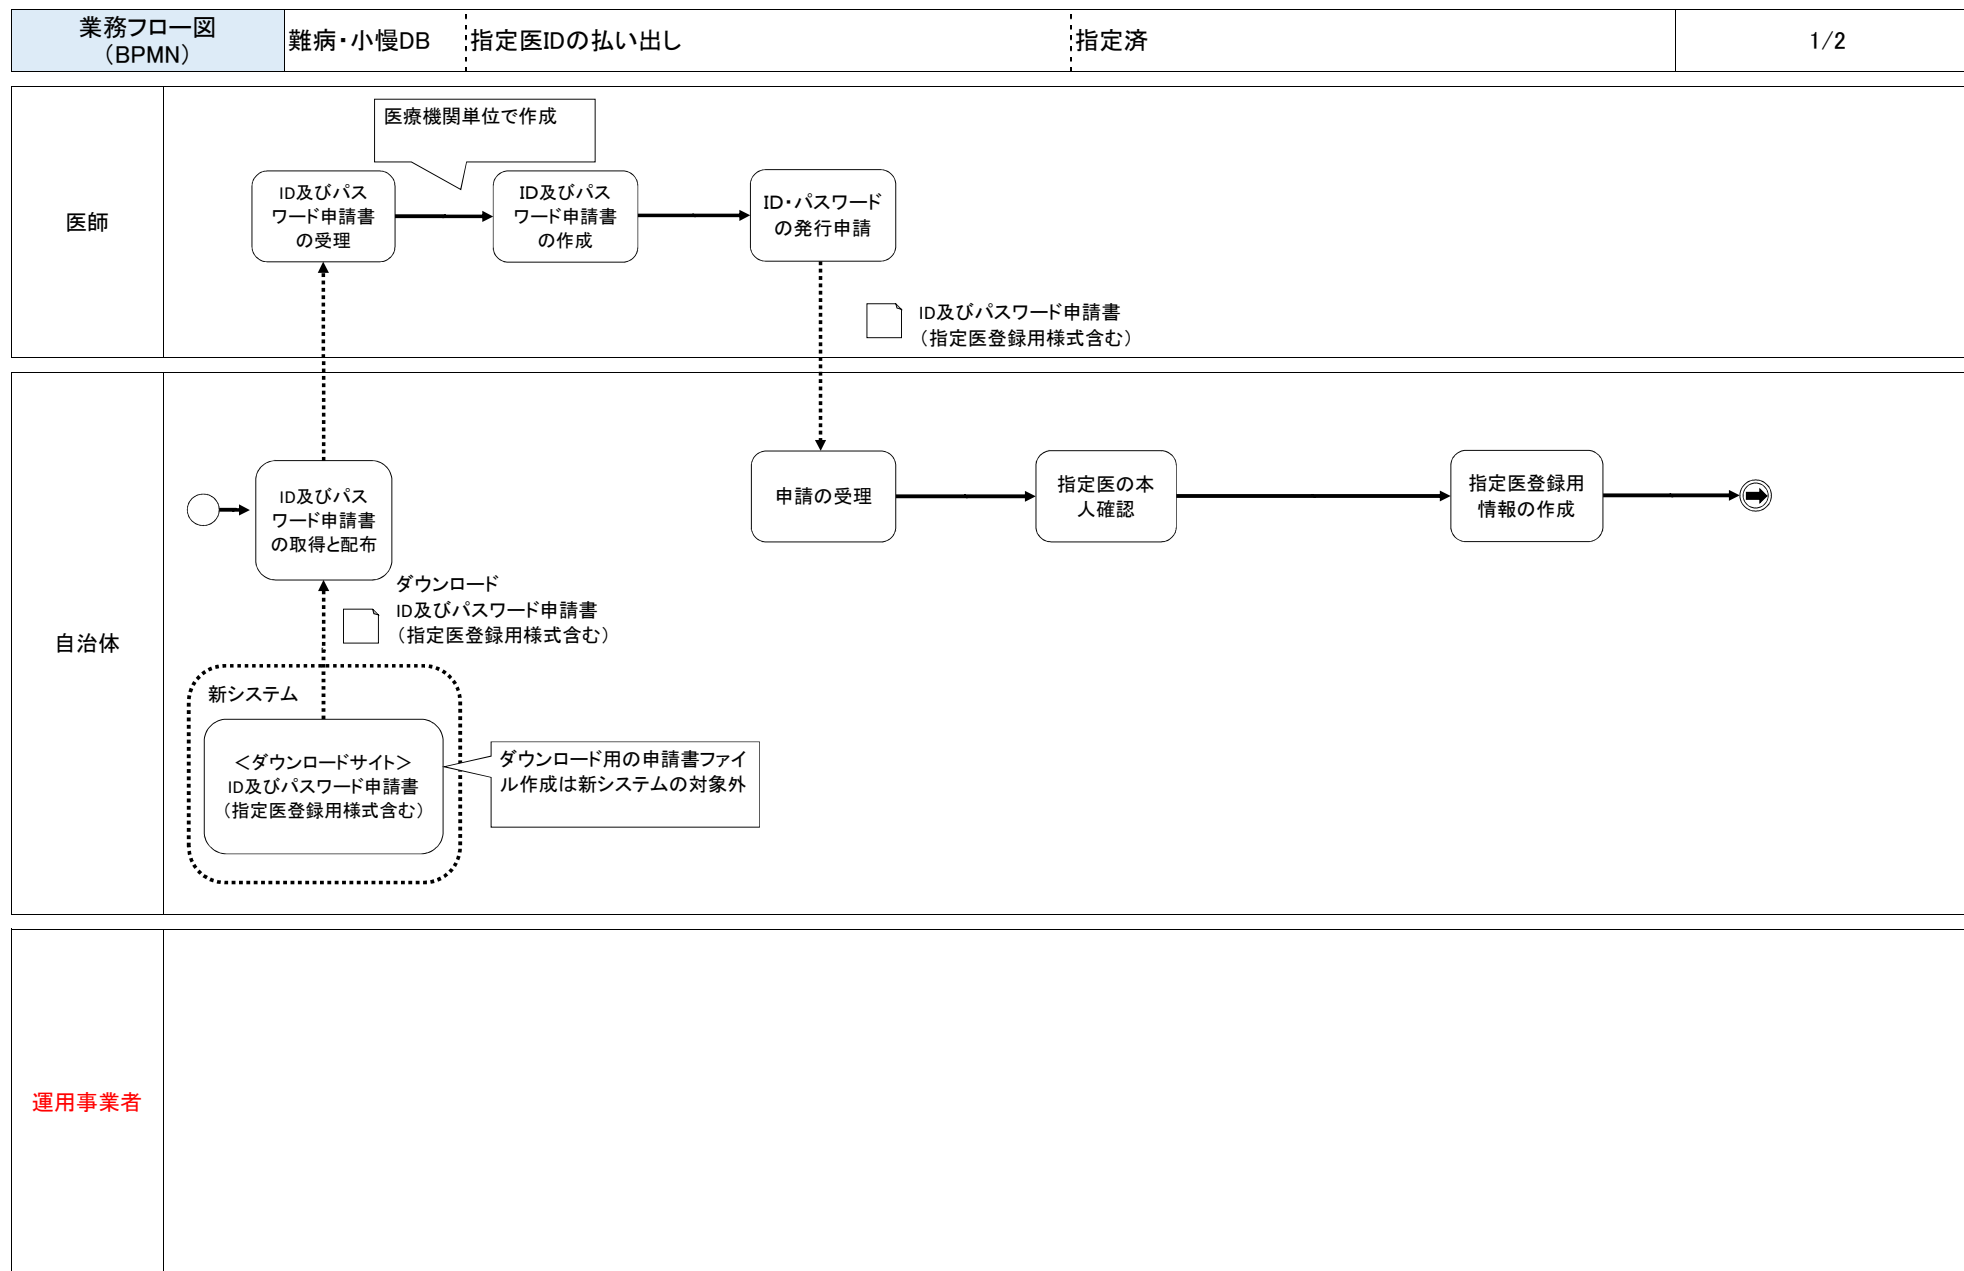 業務フロー図
（BPMN）
難病・小慢DB
指定医IDの払い出し
指定済
1/2
医師
医療機関単位で作成
ID及びパス
ワード申請書
の受理
ID及びパス
ワード申請書
の作成
ID・パスワード
の発行申請
ID及びパスワード申請書
（指定医登録用様式含む）
自治体
ID及びパス
ワード申請書
の取得と配布
申請の受理
指定医の本
人確認
指定医登録用
情報の作成
ダウンロード
ID及びパスワード申請書
（指定医登録用様式含む）
新システム
＜ダウンロードサイト＞
ID及びパスワード申請書
（指定医登録用様式含む）
ダウンロード用の申請書ファイ
ル作成は新システムの対象外
運用事業者